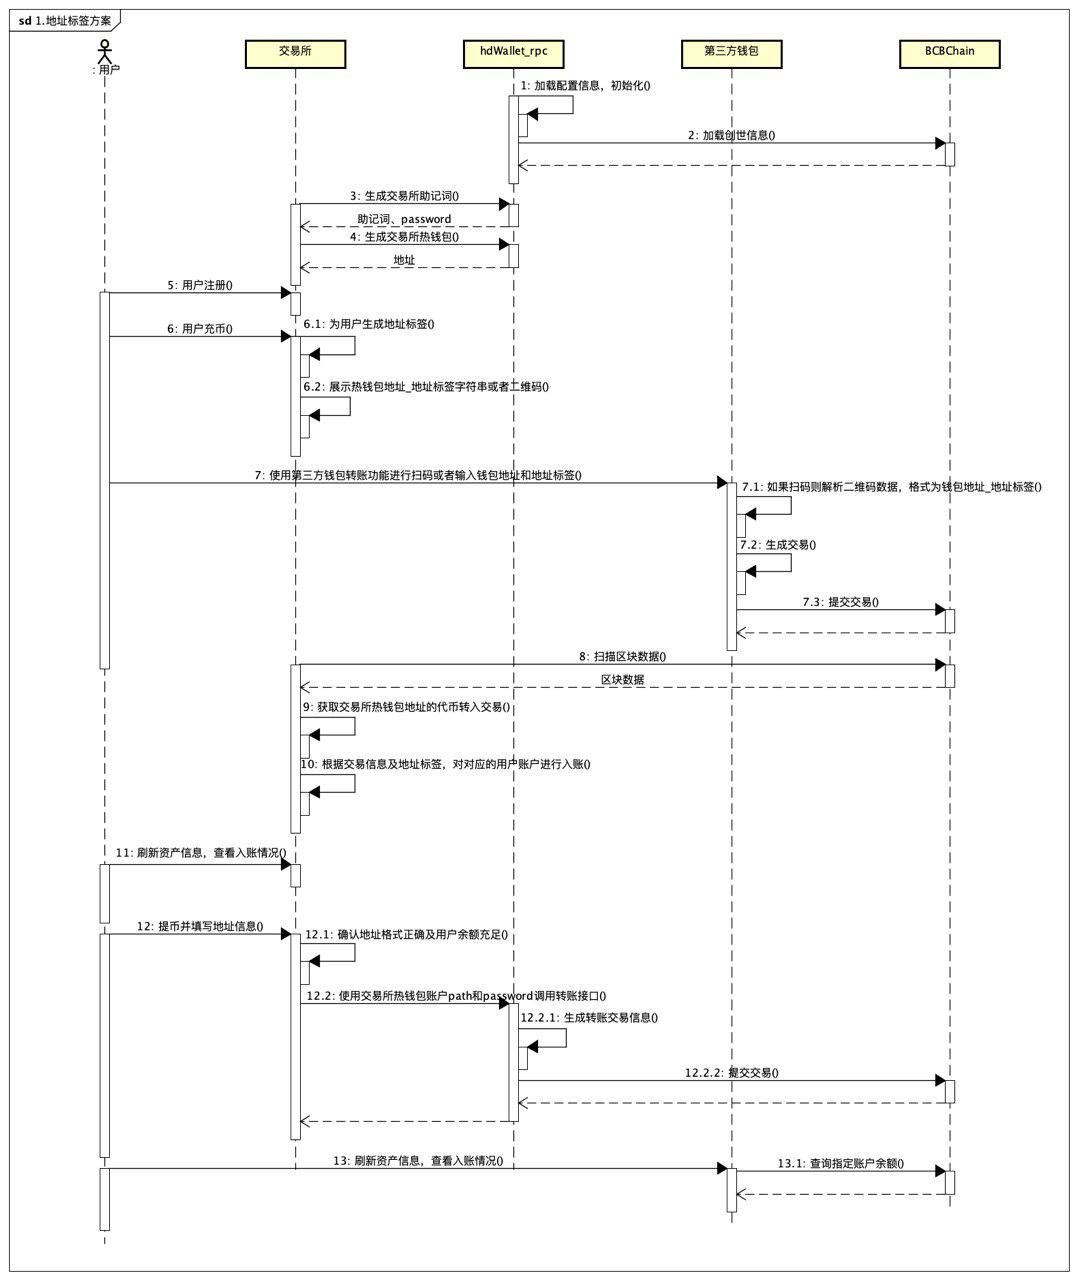 sd 1.地址标签方案
: 用户
交易所
hdWallet_rpc
第三方钱包
BCBChain
1: 加载配置信息，初始化()
2: 加载创世信息()
3: 生成交易所助记词()
助记词、password
4: 生成交易所热钱包()
地址
5: 用户注册()
6: 用户充币()
6.1: 为用户生成地址标签()
6.2: 展示热钱包地址_地址标签字符串或者二维码()
7: 使用第三方钱包转账功能进行扫码或者输入钱包地址和地址标签()
7.1: 如果扫码则解析二维码数据，格式为钱包地址_地址标签()
7.2: 生成交易()
7.3: 提交交易()
8: 扫描区块数据()
区块数据
9: 获取交易所热钱包地址的代币转入交易()
10: 根据交易信息及地址标签，对对应的用户账户进行入账()
11: 刷新资产信息，查看入账情况()
12: 提币并填写地址信息()
12.1: 确认地址格式正确及用户余额充足()
12.2: 使用交易所热钱包账户path和password调用转账接口()
12.2.1: 生成转账交易信息()
12.2.2: 提交交易()
13: 刷新资产信息，查看入账情况()
13.1: 查询指定账户余额()